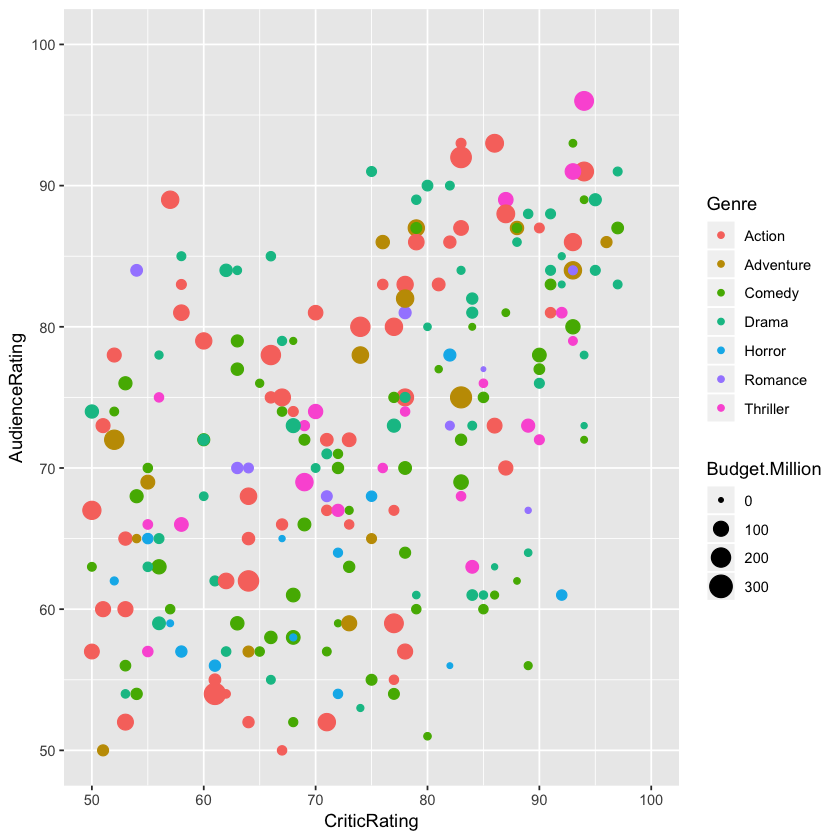 100
90
80
70
60
50
AudienceRating
50 60 70 80 90 100
CriticRating
Genre
Action
Adventure
Comedy
Drama
Horror
Romance
Thriller
Budget.Million
0
100
200
300